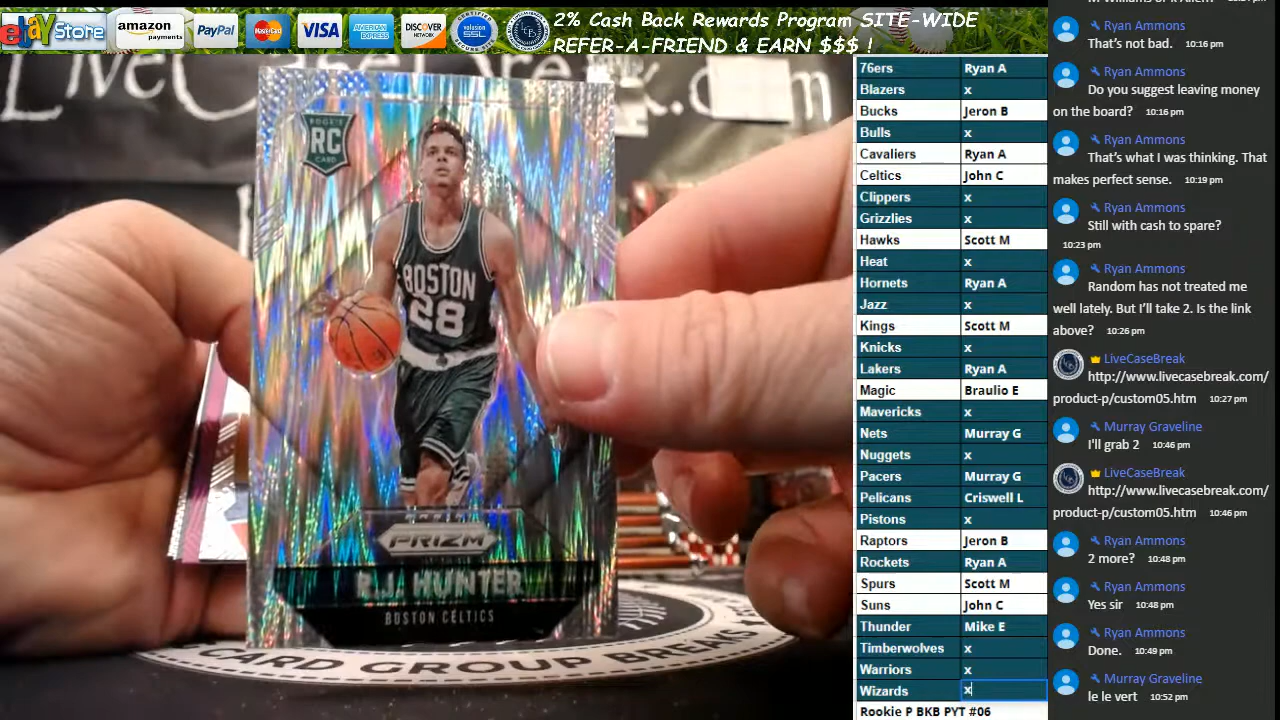 ebay Store
amazon
payments
PayPal
MasterCard
VISA
AMERICAN
EXPRESS
DISCOVER
NETWORK
2% Cash Back Rewards Program SITE-WIDE
REFER-A-FRIEND & EARN $$$ !
LiveCaseBreak.com
ROOKIE
RC
CARD
BOSTON
28
PRIZM
R.J. HUNTER
BOSTON CELTICS
CARD GROUP BREAKS
76ers Ryan A
Blazers x
Bucks Jeron B
Bulls x
Cavaliers Ryan A
Celtics John C
Clippers x
Grizzlies x
Hawks Scott M
Heat x
Hornets Ryan A
Jazz x
Kings Scott M
Knicks x
Lakers Ryan A
Magic Braulio E
Mavericks x
Nets Murray G
Nuggets x
Pacers Murray G
Pelicans Criswell L
Pistons x
Raptors Jeron B
Rockets Ryan A
Spurs Scott M
Suns John C
Thunder Mike E
Timberwolves x
Warriors x
Wizards x
Rookie P BKB PYT #06
Ryan Ammons
That's not bad. 10:16 pm
Ryan Ammons
Do you suggest leaving money
on the board? 10:16 pm
Ryan Ammons
That's what I was thinking. That
makes perfect sense. 10:19 pm
Ryan Ammons
Still with cash to spare?
10:23 pm
Ryan Ammons
Random has not treated me
well lately. But I'll take 2. Is the link
above? 10:26 pm
LiveCaseBreak
http://www.livecasebreak.com/
product-p/custom05.htm 10:27 pm
Murray Graveline
I'll grab 2 10:46 pm
LiveCaseBreak
http://www.livecasebreak.com/
product-p/custom05.htm 10:46 pm
Ryan Ammons
2 more? 10:48 pm
Ryan Ammons
Yes sir 10:48 pm
Ryan Ammons
Done. 10:49 pm
Murray Graveline
le le vert 10:52 pm